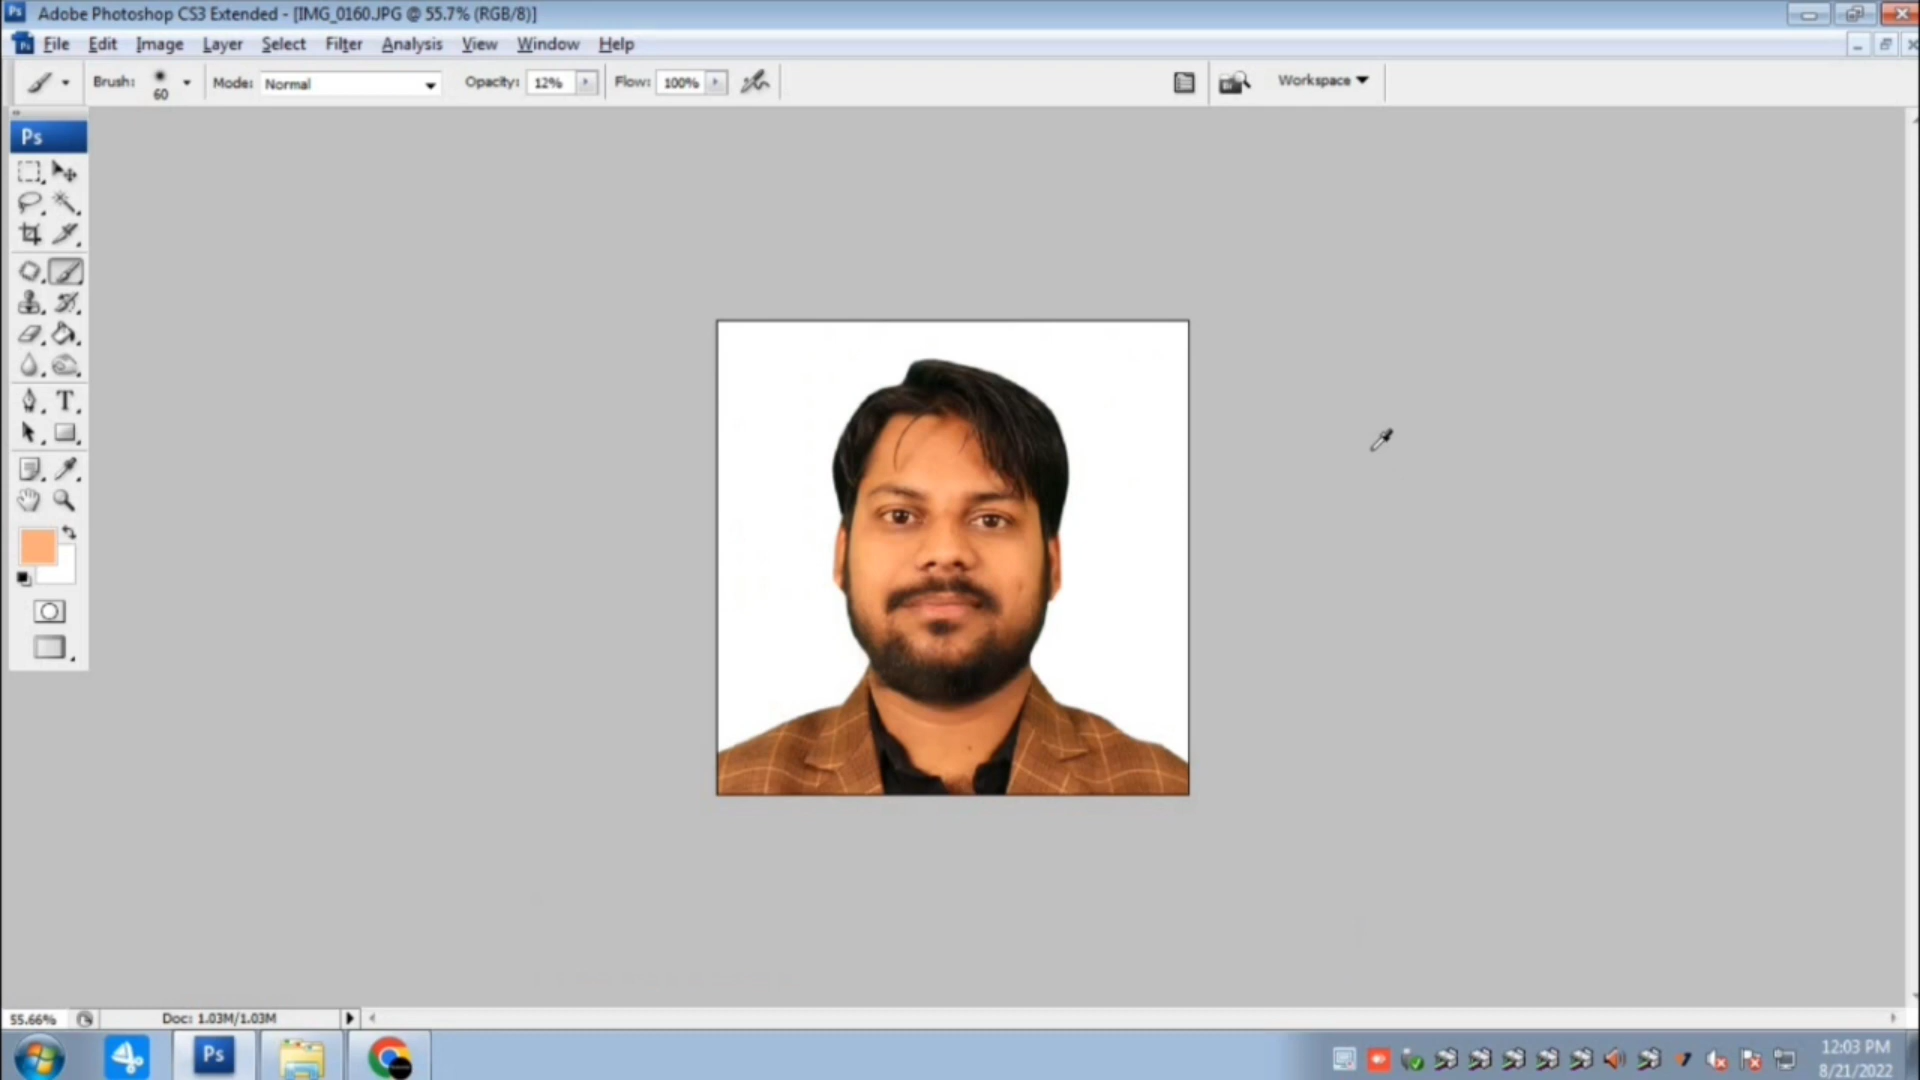 Ps Adobe Photoshop CS3 Extended - [IMG_0160.JPG @ 55.7% (RGB/8)]
Ps File Edit Image Layer Select Filter Analysis View Window Help
Brush: 60 Mode: Normal Opacity: 12% Flow: 100% Workspace
Ps
T
55.66% Doc: 1.03M/1.03M
Ps
12:03 PM
8/21/2022